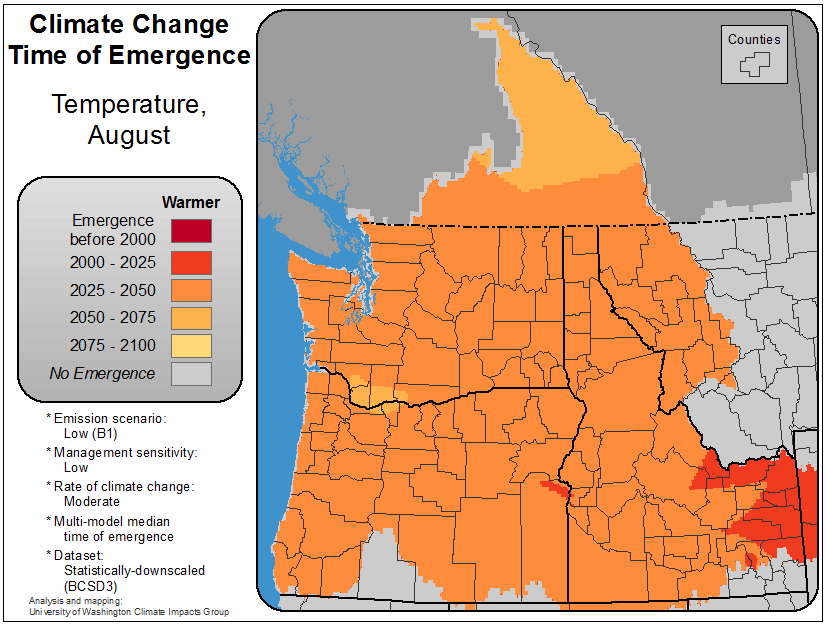 Climate Change
Time of Emergence
Temperature,
August
Warmer
Emergence
before 2000
2000 - 2025
2025 - 2050
2050 - 2075
2075 - 2100
No Emergence
* Emission scenario:
Low (B1)
* Management sensitivity:
Low
* Rate of climate change:
Moderate
* Multi-model median
time of emergence
* Dataset:
Statistically-downscaled
(BCSD3)
Analysis and mapping:
University of Washington Climate Impacts Group
Counties